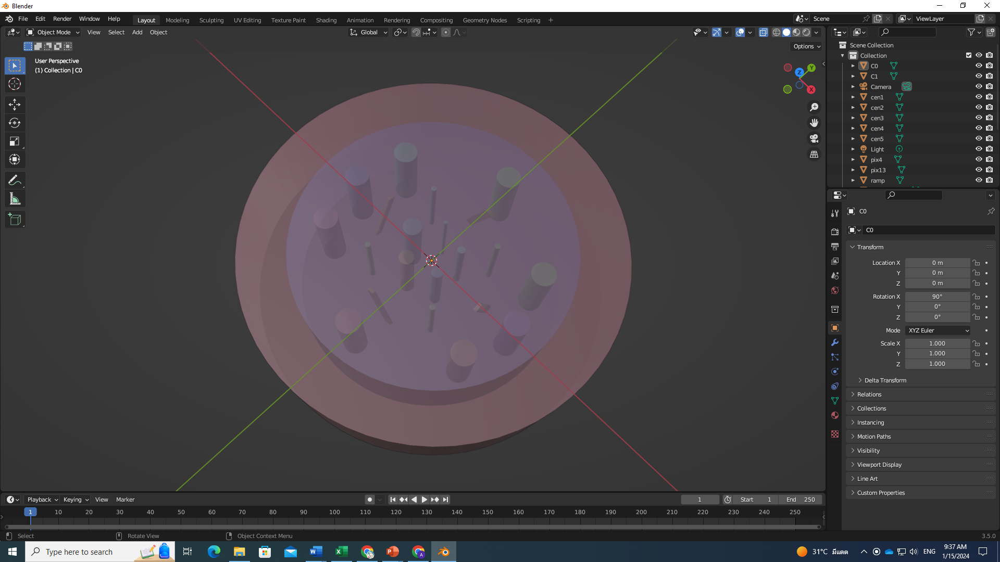 Blender
File Edit Render Window Help Layout Modeling Sculpting UV Editing Texture Paint Shading Animation Rendering Compositing Geometry Nodes Scripting + Scene ViewLayer
Object Mode View Select Add Object Global
Options
User Perspective
(1) Collection | C0
Z Y X
Scene Collection
Collection
C0
C1
Camera
cen1
cen2
cen3
cen4
cen5
Light
pix4
pix13
ramp
C0
C0
Transform
Location X 0 m
Y 0 m
Z 0 m
Rotation X 90°
Y 0°
Z 0°
Mode XYZ Euler
Scale X 1.000
Y 1.000
Z 1.000
Delta Transform
Relations
Collections
Instancing
Motion Paths
Visibility
Viewport Display
Line Art
Custom Properties
Playback Keying View Marker 1 Start 1 End 250
1 10 20 30 40 50 60 70 80 90 100 110 120 130 140 150 160 170 180 190 200 210 220 230 240 250
Select Rotate View Object Context Menu 3.5.0
Type here to search 31°C มีแดด ENG 9:37 AM
1/15/2024